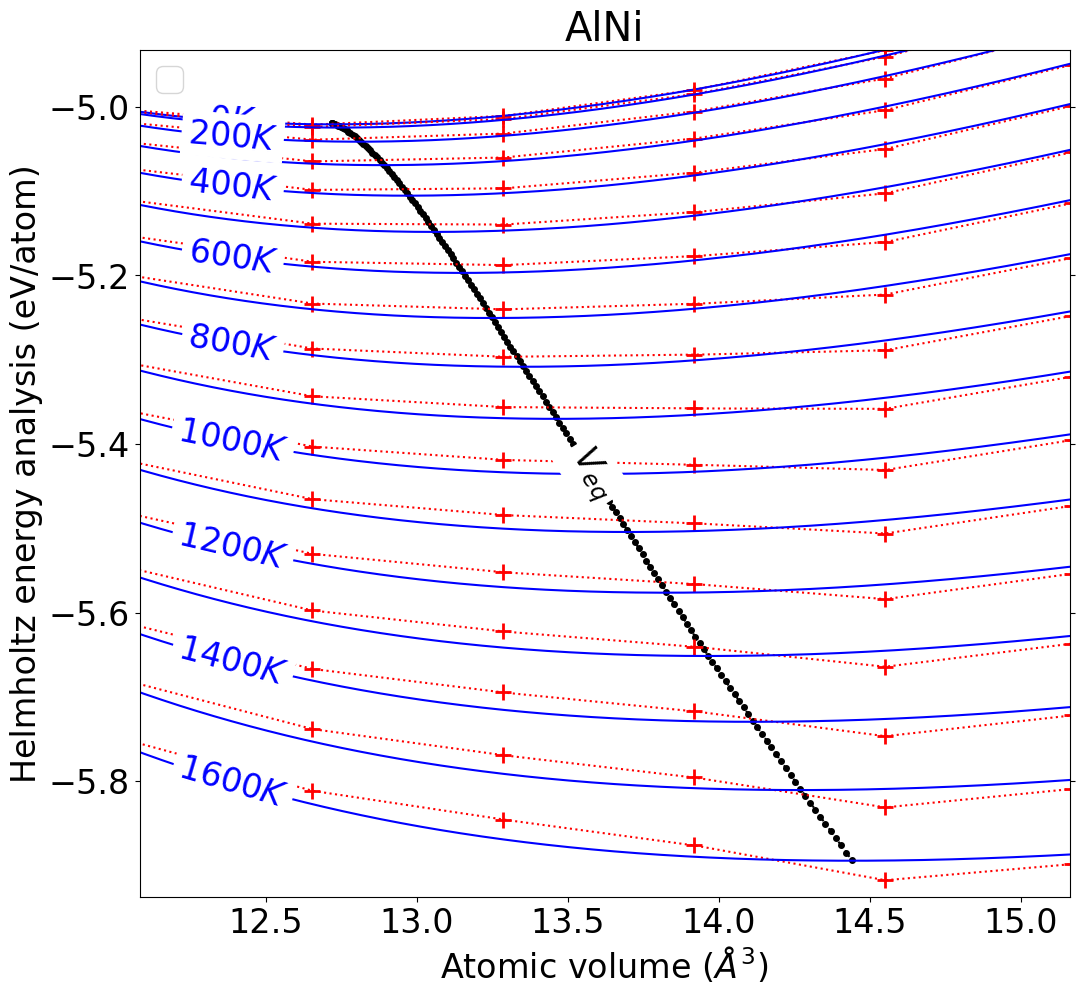 AlNi
Helmholtz energy analysis (eV/atom)
−5.0
−5.2
−5.4
−5.6
−5.8
0K
200K
400K
600K
800K
1000K
1200K
1400K
1600K
Veq
12.5 13.0 13.5 14.0 14.5 15.0
Atomic volume (Å³)